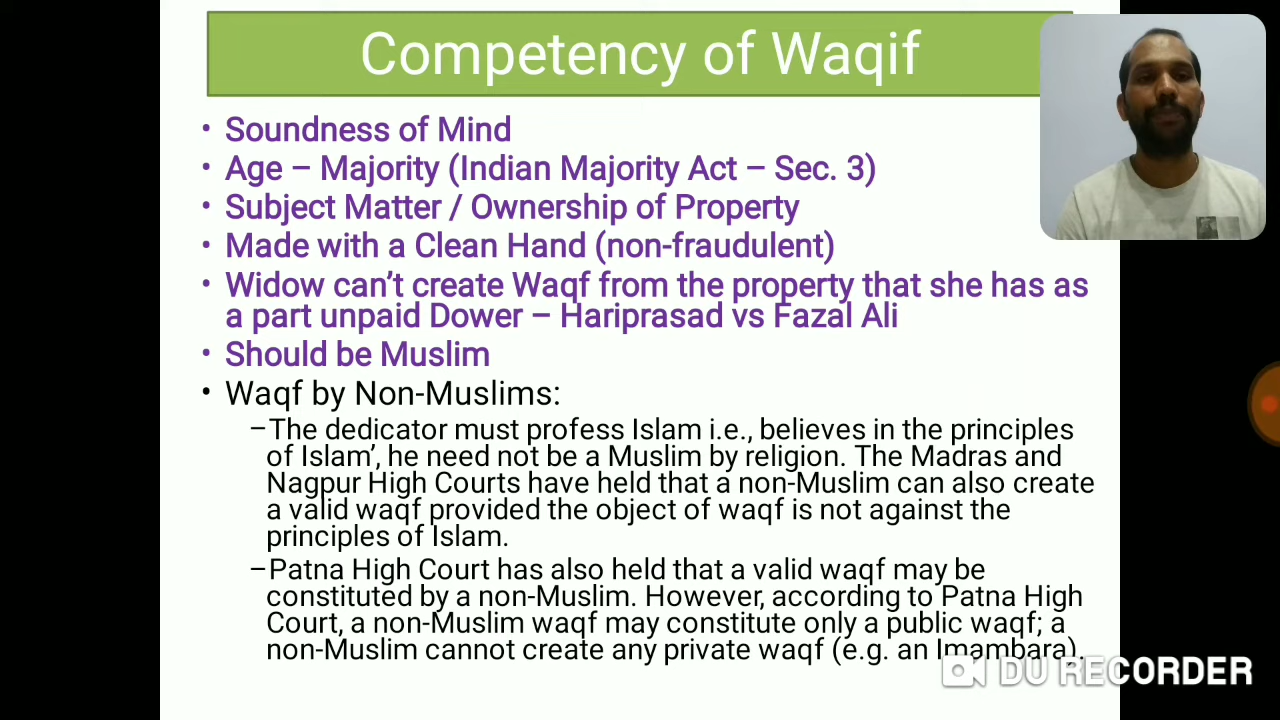 Competency of Waqif
• Soundness of Mind
• Age – Majority (Indian Majority Act – Sec. 3)
• Subject Matter / Ownership of Property
• Made with a Clean Hand (non-fraudulent)
• Widow can't create Waqf from the property that she has as
a part unpaid Dower – Hariprasad vs Fazal Ali
• Should be Muslim
• Waqf by Non-Muslims:
–The dedicator must profess Islam i.e., believes in the principles
of Islam', he need not be a Muslim by religion. The Madras and
Nagpur High Courts have held that a non-Muslim can also create
a valid waqf provided the object of waqf is not against the
principles of Islam.
–Patna High Court has also held that a valid waqf may be
constituted by a non-Muslim. However, according to Patna High
Court, a non-Muslim waqf may constitute only a public waqf; a
non-Muslim cannot create any private waqf (e.g. an Imambara).
DU RECORDER